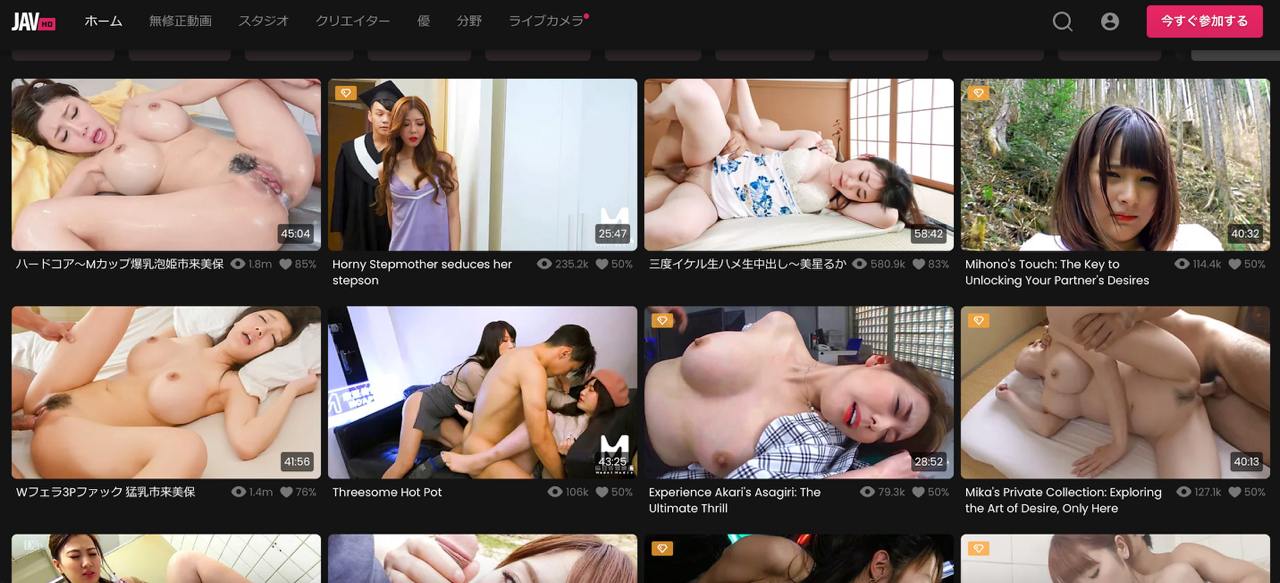 JAV HD
ホーム 無修正動画 スタジオ クリエイター 優 分野 ライブカメラ 今すぐ参加する
45:04 25:47 58:42 40:32
ハードコア〜Mカップ爆乳泡姫市来美保 1.8m 85%
Horny Stepmother seduces her 235.2k 50%
stepson
三度イケル生ハメ生中出し〜美星るか 580.9k 83%
Mihono's Touch: The Key to 114.4k 50%
Unlocking Your Partner's Desires
41:56 43:25 28:52 40:13
Wフェラ3Pファック 猛乳市来美保 1.4m 76%
Threesome Hot Pot 106k 50%
Experience Akari's Asagiri: The 79.3k 50%
Ultimate Thrill
Mika's Private Collection: Exploring 127.1k 50%
the Art of Desire, Only Here